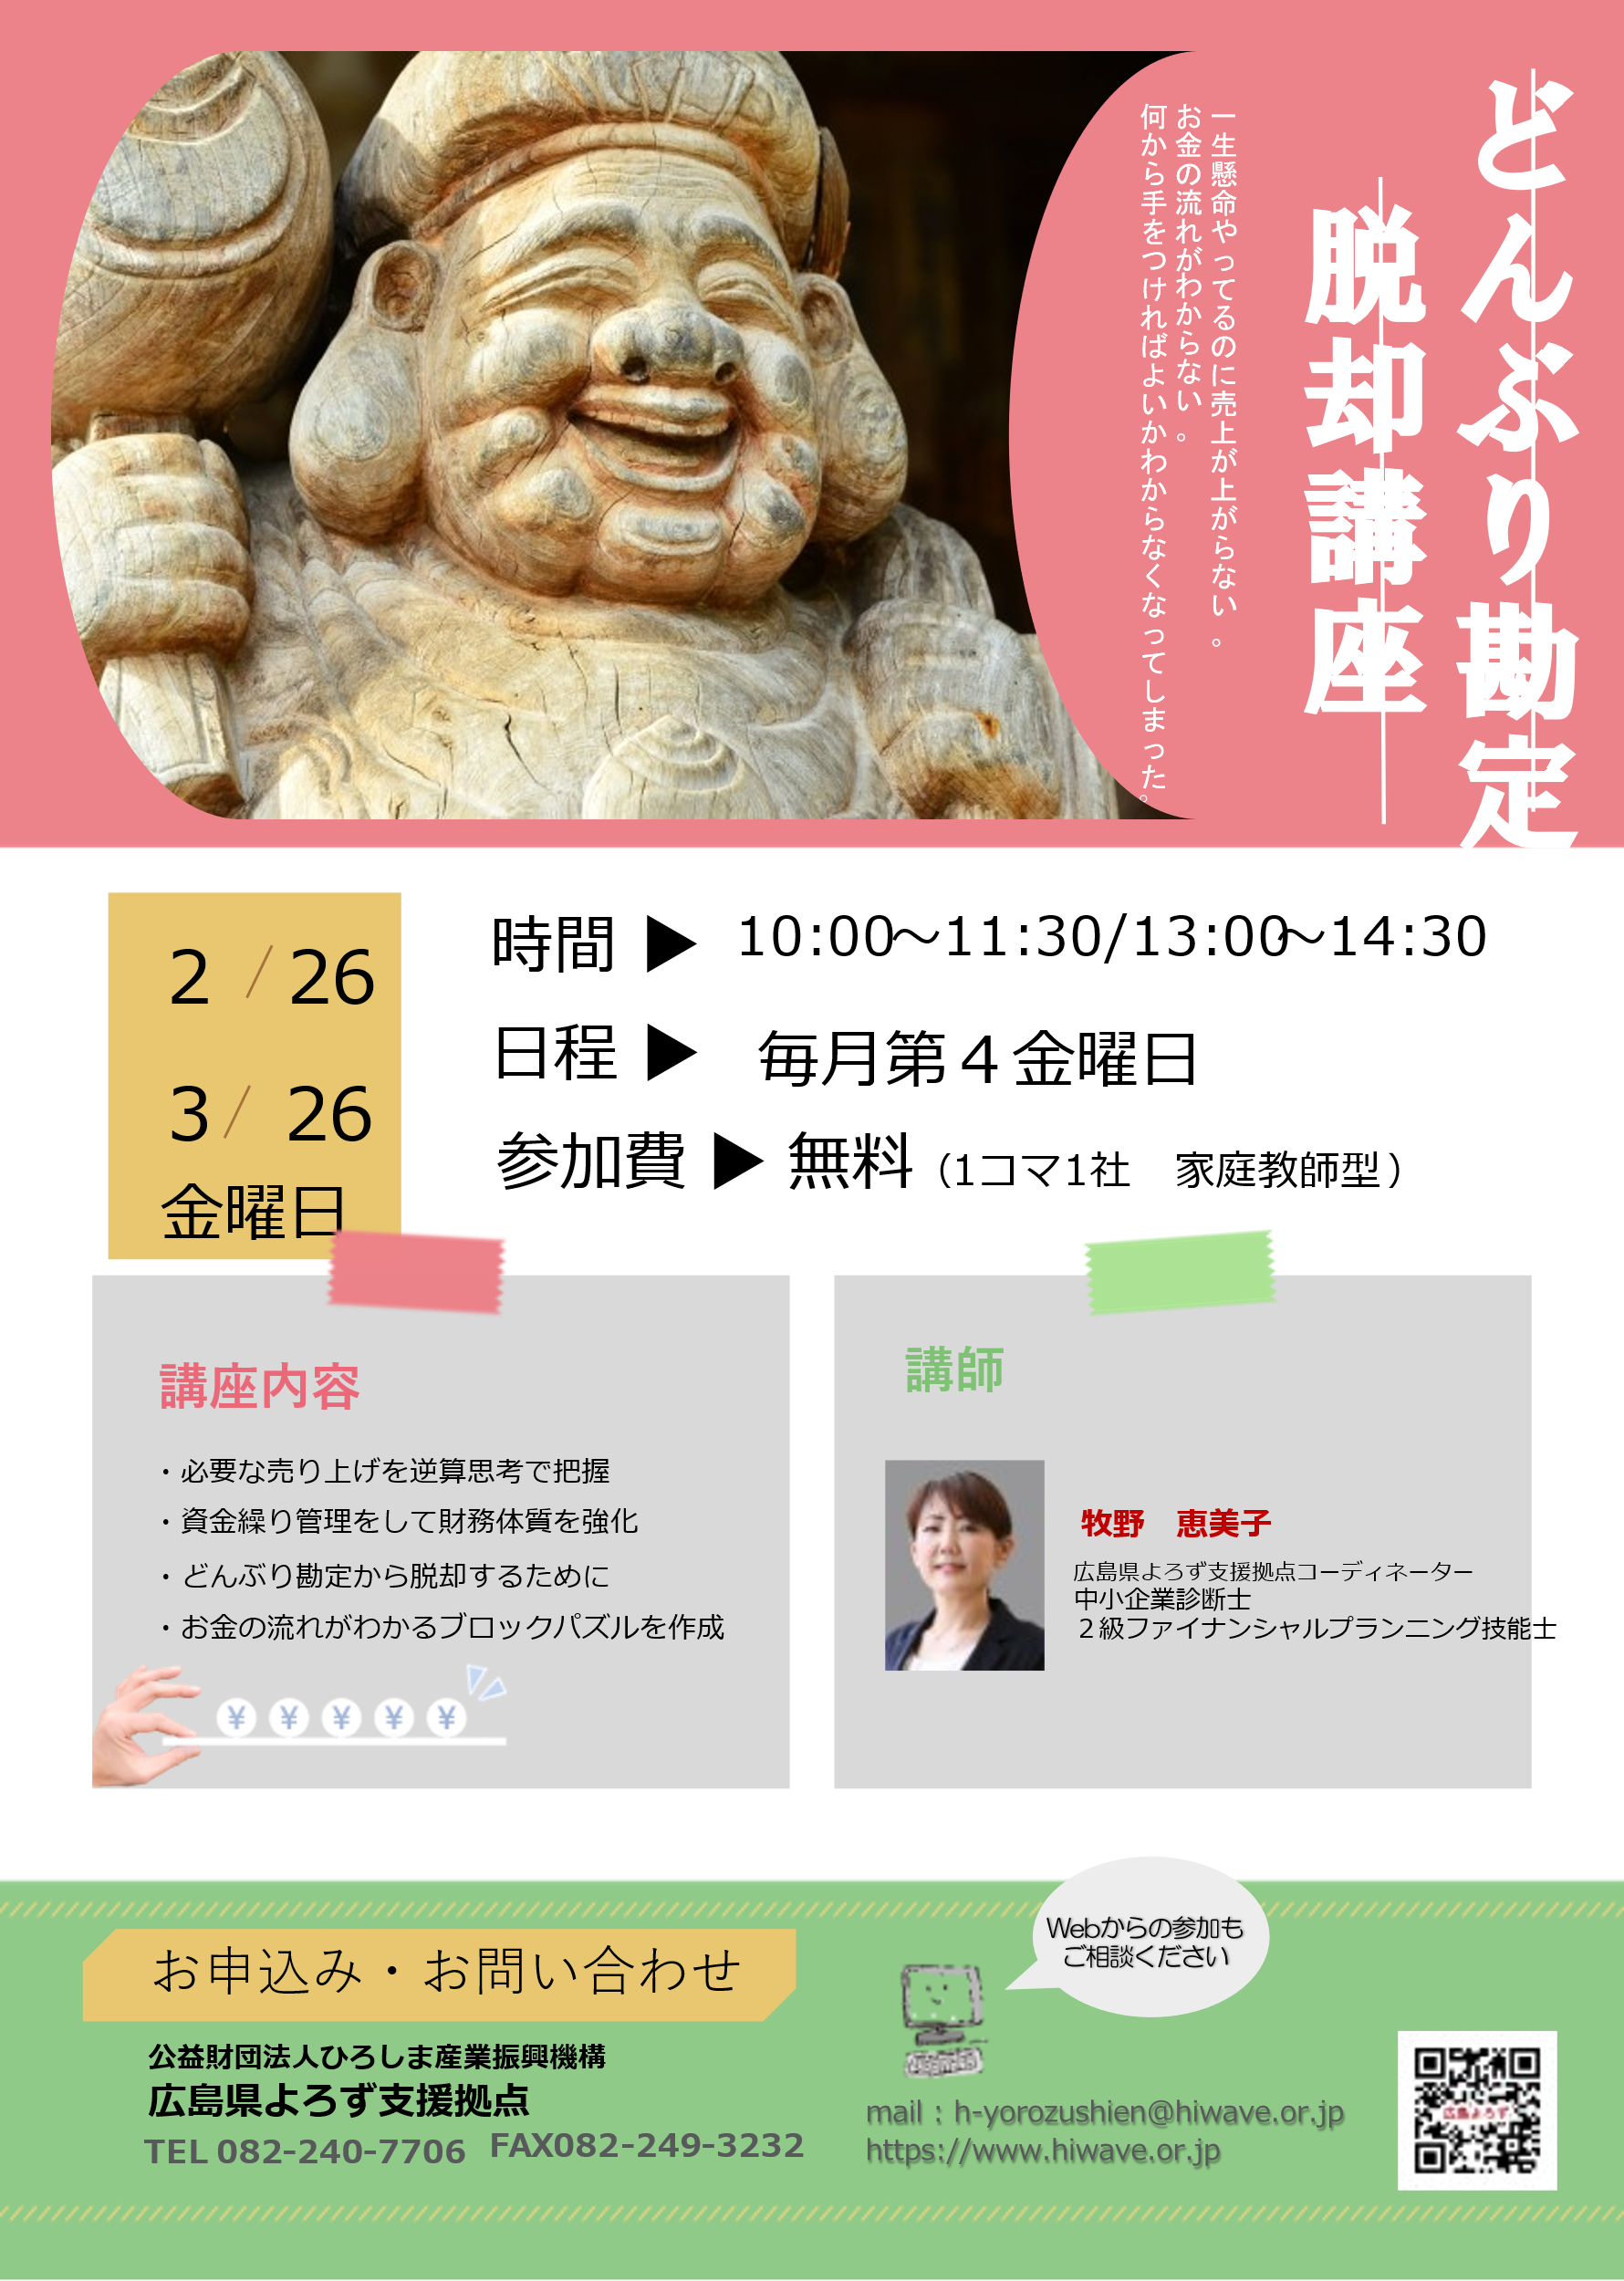 どんぶり勘定
脱却講座
一生懸命やってるのに売上が上がらない。
お金の流れがわからない。
何から手をつければよいかわからなくなってしまった。
2/26
3/26
金曜日
時間 ▶ 10:00～11:30/13:00～14:30
日程 ▶ 毎月第４金曜日
参加費 ▶ 無料（1コマ1社　家庭教師型）
講座内容
・必要な売り上げを逆算思考で把握
・資金繰り管理をして財務体質を強化
・どんぶり勘定から脱却するために
・お金の流れがわかるブロックパズルを作成
¥ ¥ ¥ ¥ ¥
講師
牧野　恵美子
広島県よろず支援拠点コーディネーター
中小企業診断士
２級ファイナンシャルプランニング技能士
お申込み・お問い合わせ
公益財団法人ひろしま産業振興機構
広島県よろず支援拠点
TEL 082-240-7706 FAX082-249-3232
Webからの参加も
ご相談ください
mail：h-yorozushien@hiwave.or.jp
https://www.hiwave.or.jp
広島よろず